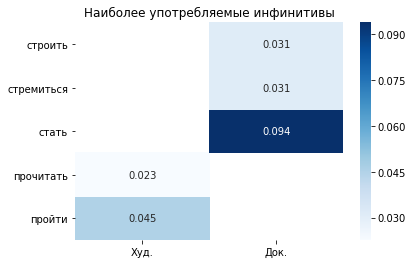 Наиболее употребляемые инфинитивы
строить
стремиться
стать
прочитать
пройти
0.031
0.031
0.094
0.023
0.045
Худ.
Док.
0.090
0.075
0.060
0.045
0.030